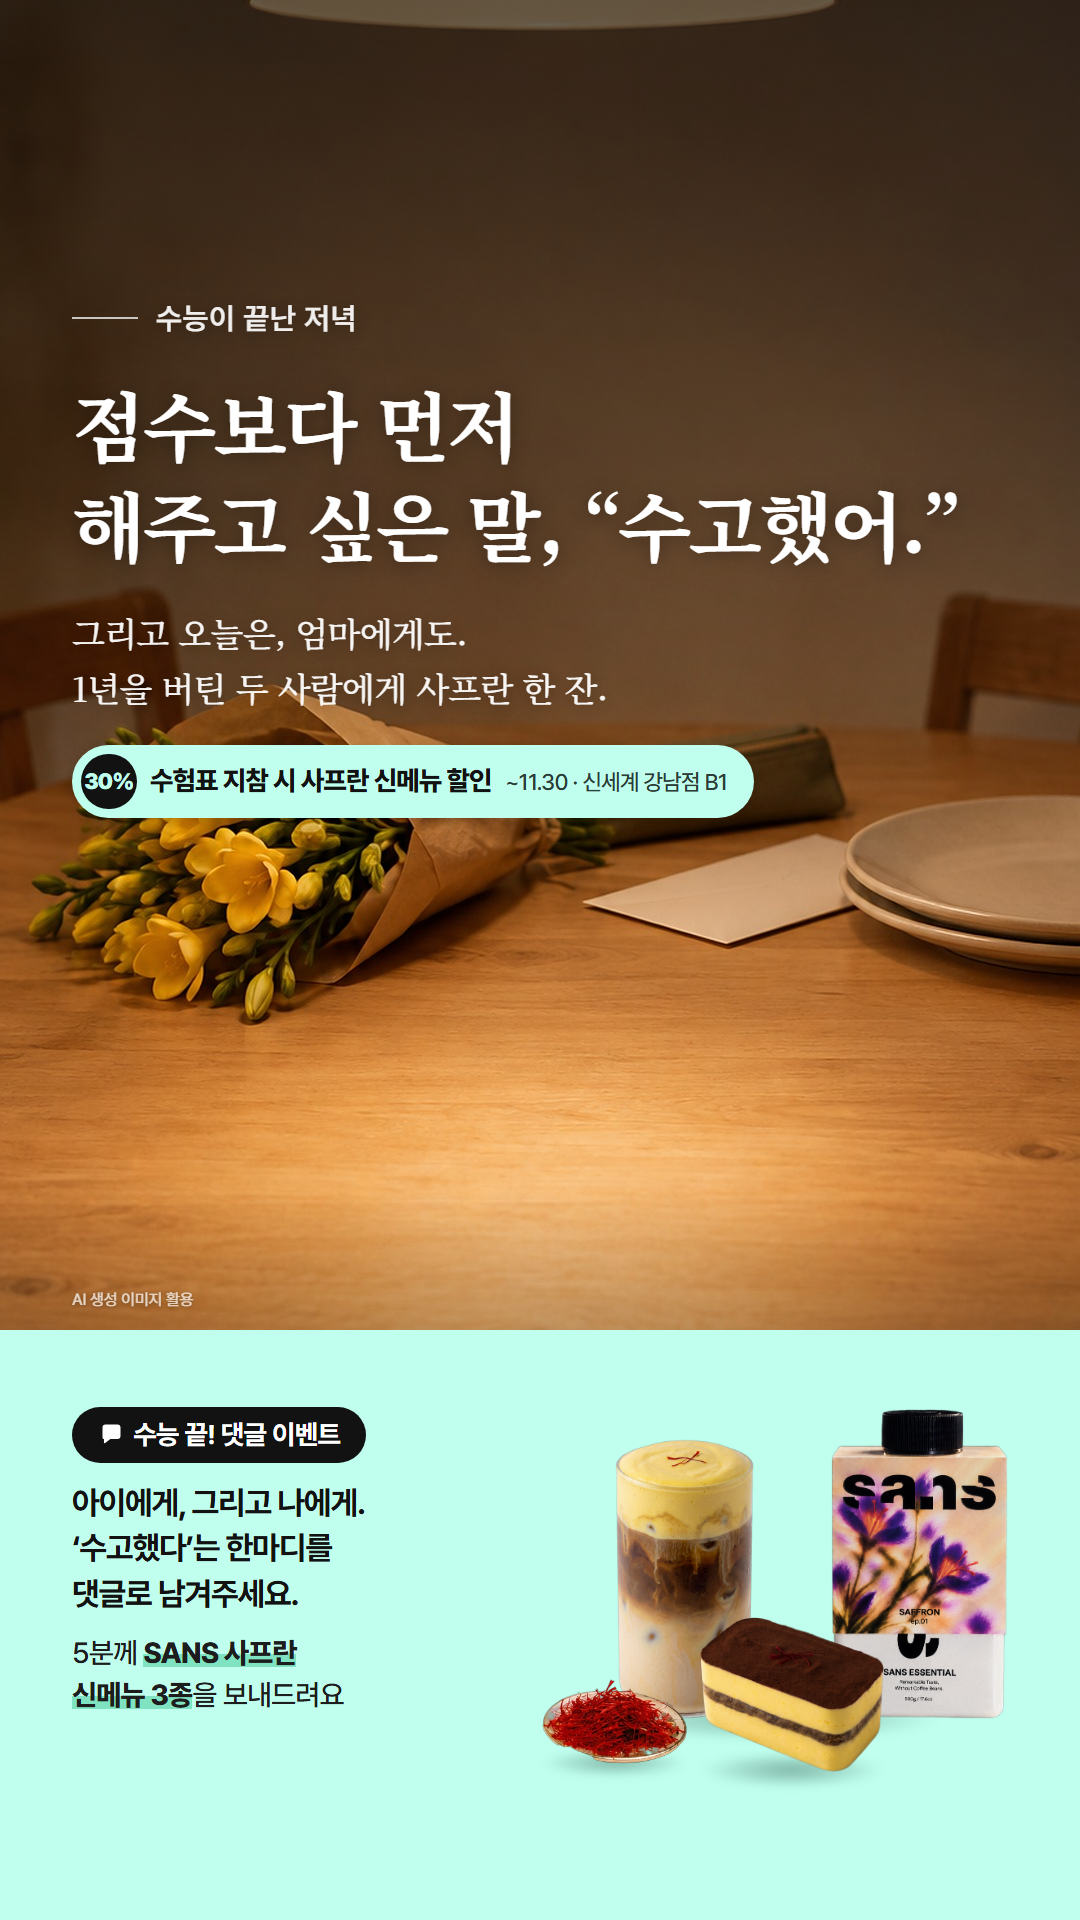 수능이 끝난 저녁
점수보다 먼저
해주고 싶은 말, “수고했어.”
그리고 오늘은, 엄마에게도.
1년을 버틴 두 사람에게 사프란 한 잔.
30% 수험표 지참 시 사프란 신메뉴 할인 ~11.30 · 신세계 강남점 B1
AI 생성 이미지 활용
수능 끝! 댓글 이벤트
아이에게, 그리고 나에게.
‘수고했다’는 한마디를
댓글로 남겨주세요.
5분께 SANS 사프란
신메뉴 3종을 보내드려요
sans
SAFFRON
ep.01
SANS ESSENTIAL
Remarkable Taste,
Without Coffee Beans